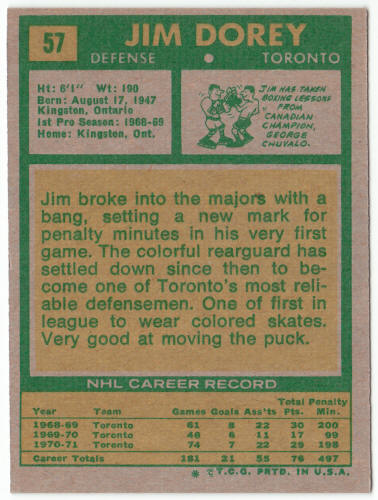 57
JIM DOREY
DEFENSE • TORONTO
Ht: 6'1" Wt: 190
Born: August 17, 1947
Kingston, Ontario
1st Pro Season: 1968-69
Home: Kingston, Ont.
JIM HAS TAKEN
BOXING LESSONS
FROM
CANADIAN
CHAMPION,
GEORGE
CHUVALO.
Jim broke into the majors with a
bang, setting a new mark for
penalty minutes in his very first
game. The colorful rearguard has
settled down since then to be-
come one of Toronto's most reli-
able defensemen. One of first in
league to wear colored skates.
Very good at moving the puck.
NHL CAREER RECORD
Total Penalty
Year Team Games Goals Ass'ts Pts. Min.
1968-69 Toronto 61 8 22 30 200
1969-70 Toronto 46 6 11 17 99
1970-71 Toronto 74 7 22 29 198
Career Totals 181 21 55 76 497
© T.C.G. PRTD. IN U.S.A.